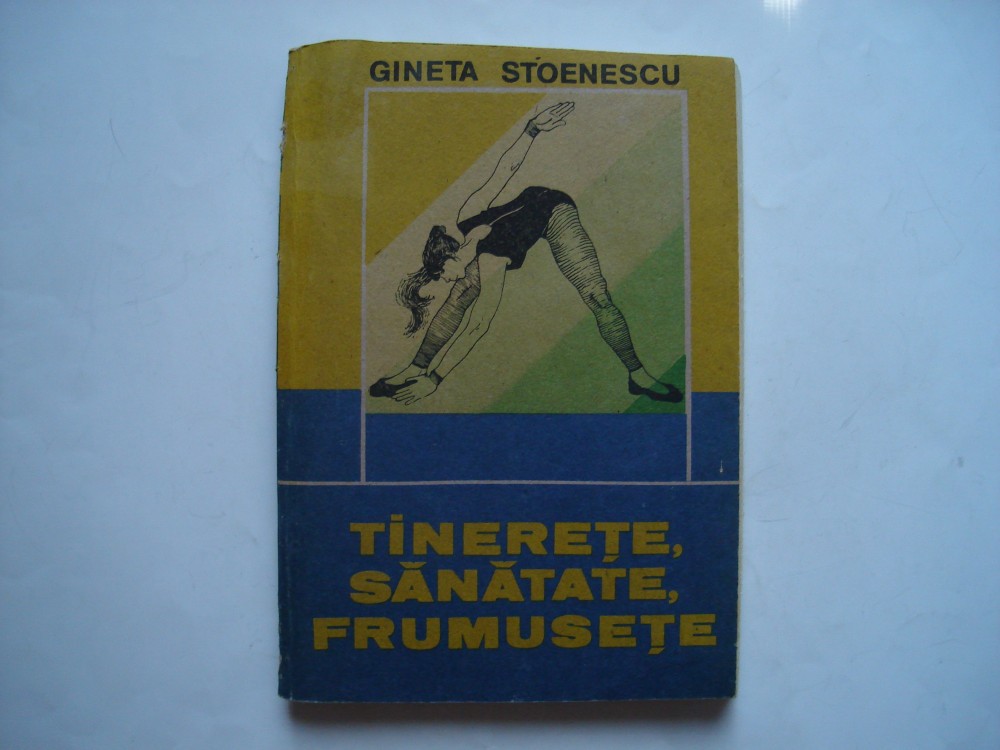 GINETA STOENESCU
TINEREȚE,
SĂNĂTATE,
FRUMUSEȚE